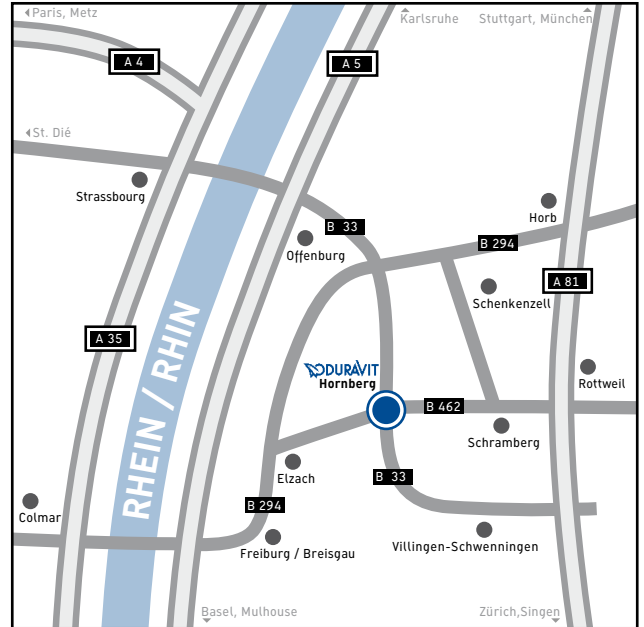 Paris, Metz
Karlsruhe
Stuttgart, München
A 4
A 5
St. Dié
Strassbourg
Horb
B 33
B 294
Offenburg
A 81
Schenkenzell
RHEIN / RHIN
A 35
DURAVIT
Hornberg
Rottweil
B 462
Schramberg
Elzach
B 33
B 294
Colmar
Freiburg / Breisgau
Villingen-Schwenningen
Basel, Mulhouse
Zürich,Singen